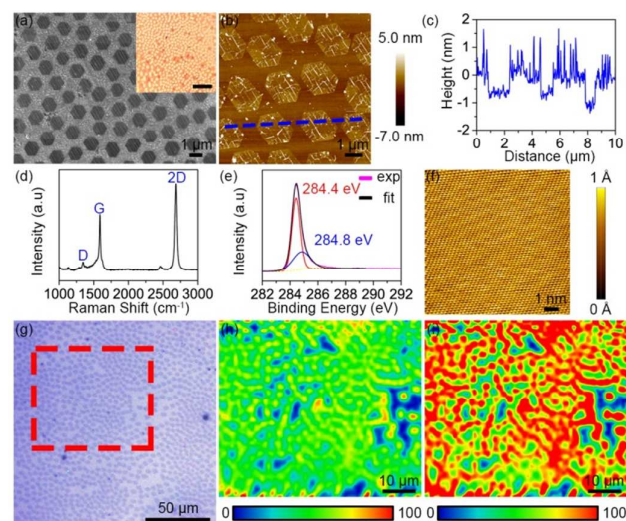 (a)
1 μm
(b)
5.0 nm
-7.0 nm
1 μm
(c)
Height (nm)
2
1
0
-1
-2
0 2 4 6 8 10
Distance (μm)
(d)
Intensity (a.u)
D
G
2D
1000 1500 2000 2500 3000
Raman Shift (cm⁻¹)
(e)
Intensity (a.u)
exp
fit
284.4 eV
284.8 eV
282 284 286 288 290 292
Binding Energy (eV)
(f)
1 Å
0 Å
1 nm
(g)
50 μm
(h)
10 μm
0 100
10 μm
0 100